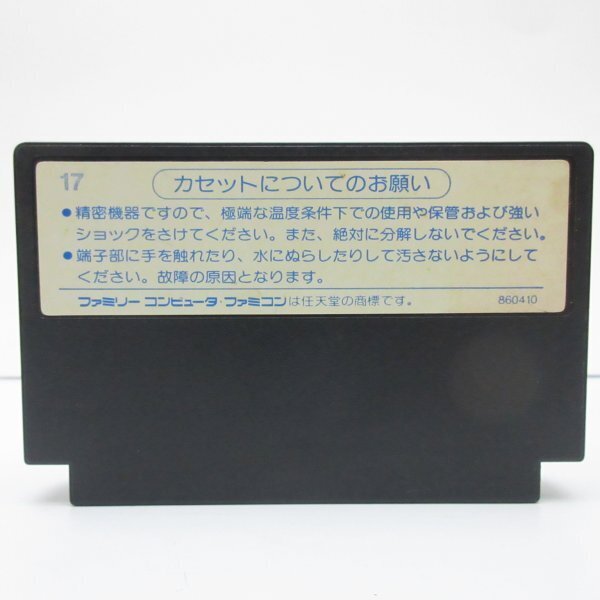 17
カセットについてのお願い
●精密機器ですので、極端な温度条件下での使用や保管および強い
ショックをさけてください。また、絶対に分解しないでください。
●端子部に手を触れたり、水にぬらしたりして汚さないようにして
ください。故障の原因となります。
ファミリーコンピュータ・ファミコンは任天堂の商標です。 860410